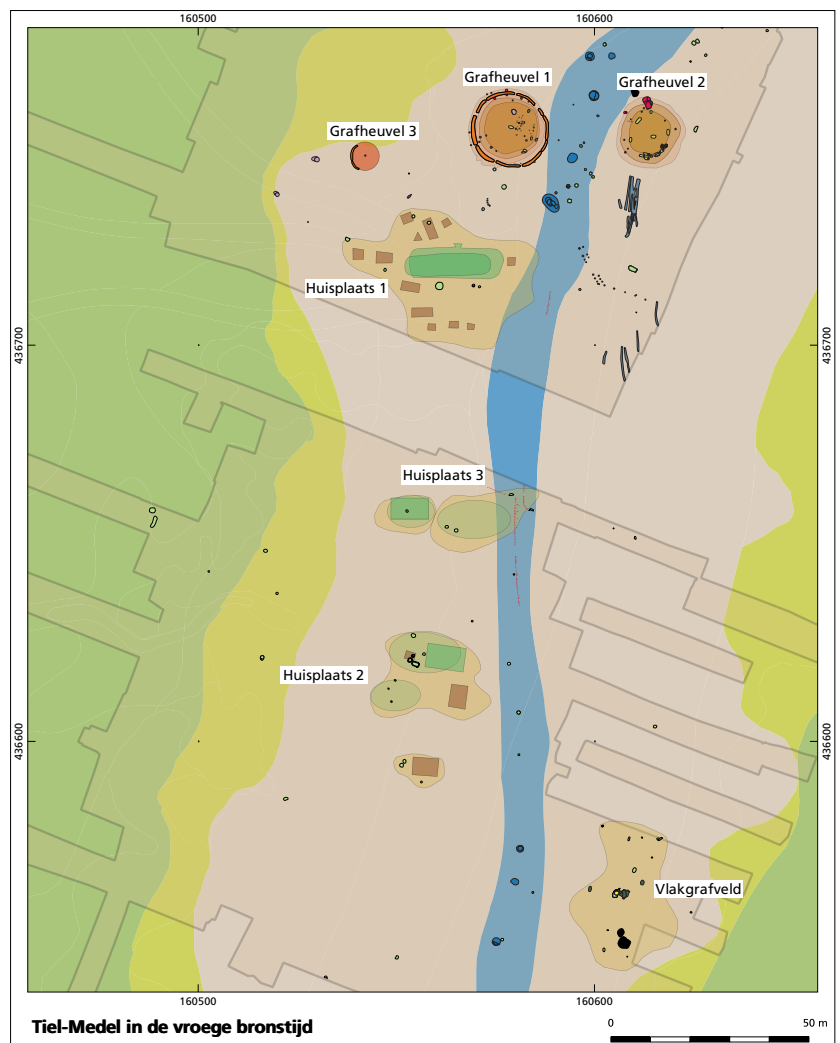 160500 160600
Grafheuvel 1
Grafheuvel 2
Grafheuvel 3
Huisplaats 1
436700 436700
Huisplaats 3
Huisplaats 2
436600 436600
Vlakgrafveld
160500 160600
Tiel-Medel in de vroege bronstijd
0 50 m